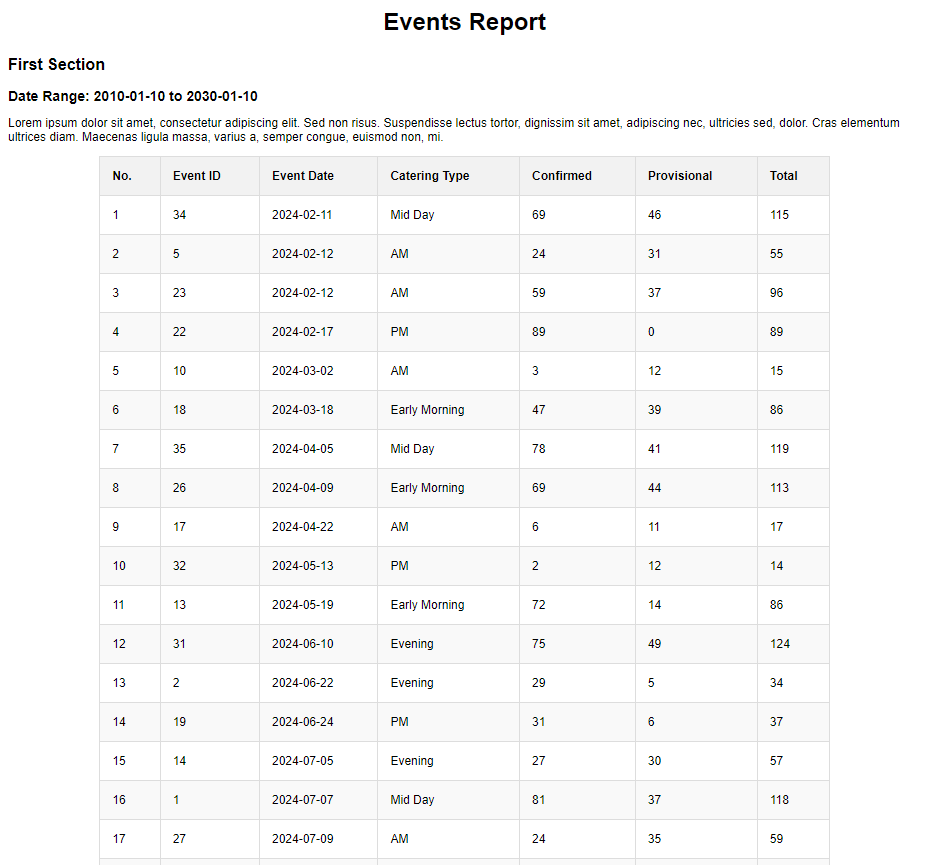 Events Report
First Section
Date Range: 2010-01-10 to 2030-01-10
Lorem ipsum dolor sit amet, consectetur adipiscing elit. Sed non risus. Suspendisse lectus tortor, dignissim sit amet, adipiscing nec, ultricies sed, dolor. Cras elementum
ultrices diam. Maecenas ligula massa, varius a, semper congue, euismod non, mi.
No. Event ID Event Date Catering Type Confirmed Provisional Total
1 34 2024-02-11 Mid Day 69 46 115
2 5 2024-02-12 AM 24 31 55
3 23 2024-02-12 AM 59 37 96
4 22 2024-02-17 PM 89 0 89
5 10 2024-03-02 AM 3 12 15
6 18 2024-03-18 Early Morning 47 39 86
7 35 2024-04-05 Mid Day 78 41 119
8 26 2024-04-09 Early Morning 69 44 113
9 17 2024-04-22 AM 6 11 17
10 32 2024-05-13 PM 2 12 14
11 13 2024-05-19 Early Morning 72 14 86
12 31 2024-06-10 Evening 75 49 124
13 2 2024-06-22 Evening 29 5 34
14 19 2024-06-24 PM 31 6 37
15 14 2024-07-05 Evening 27 30 57
16 1 2024-07-07 Mid Day 81 37 118
17 27 2024-07-09 AM 24 35 59